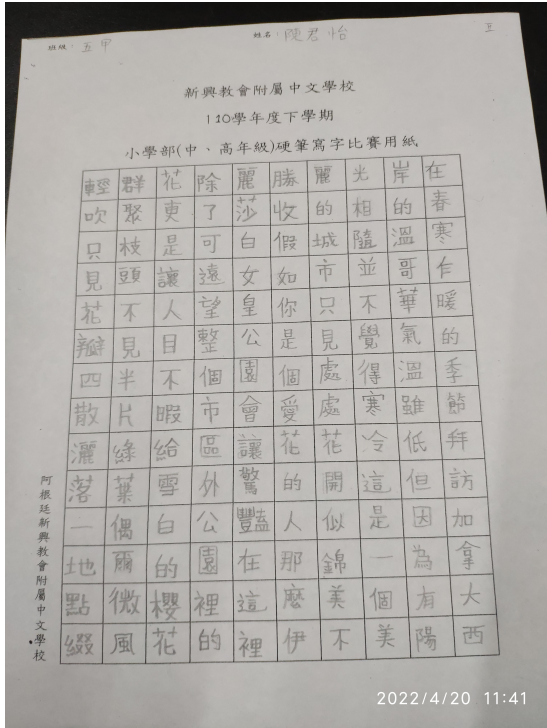 班級：五甲
姓名：陳君怡
新興教會附屬中文學校
110學年度下學期
小學部(中、高年級)硬筆寫字比賽用紙
在春寒乍暖的季節拜訪加拿大西
岸的溫哥華氣溫雖低但因為有陽
光相隨並不覺得寒冷這是一個美
麗的城市只見處處花開似錦美不
勝收假如你是個愛花的人那麼伊
麗莎白女皇公園會讓驚豔在這裡
除了可遠望整個市區外公園裡的
花更是讓人目不暇給雪白的櫻花
群聚枝頭不見半片綠葉偶爾微風
輕吹只見花瓣四散灑落一地點綴
阿根廷新興教會附屬中文學校
2022/4/20 11:41